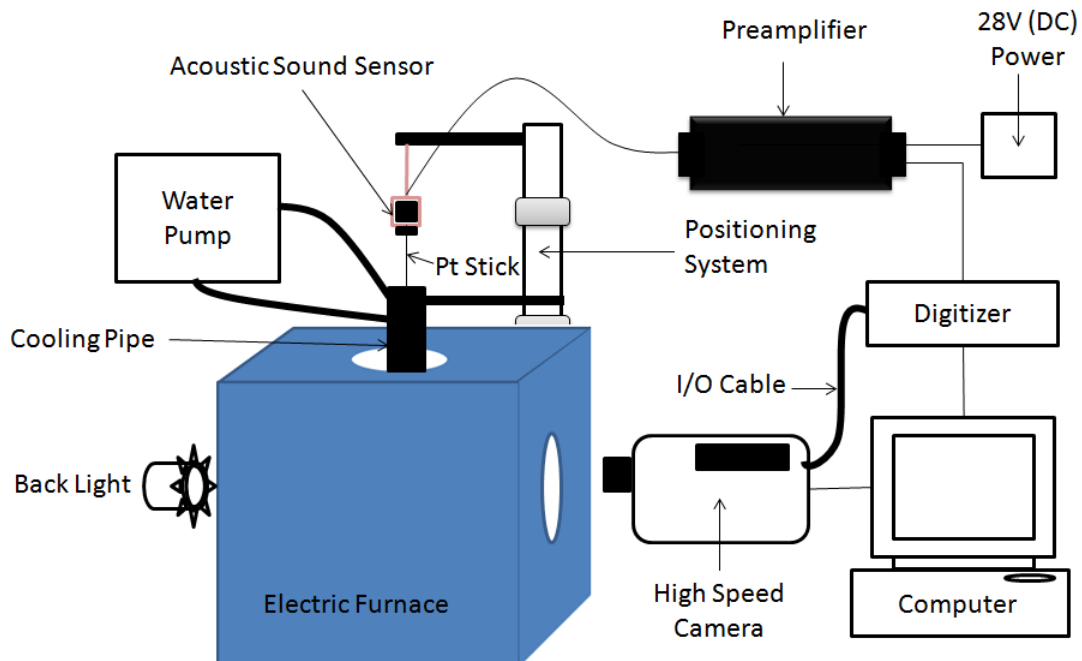 Preamplifier
28V (DC)
Power
Acoustic Sound Sensor
Water
Pump
Positioning
System
Pt Stick
Digitizer
Cooling Pipe
I/O Cable
Back Light
Electric Furnace
High Speed
Camera
Computer